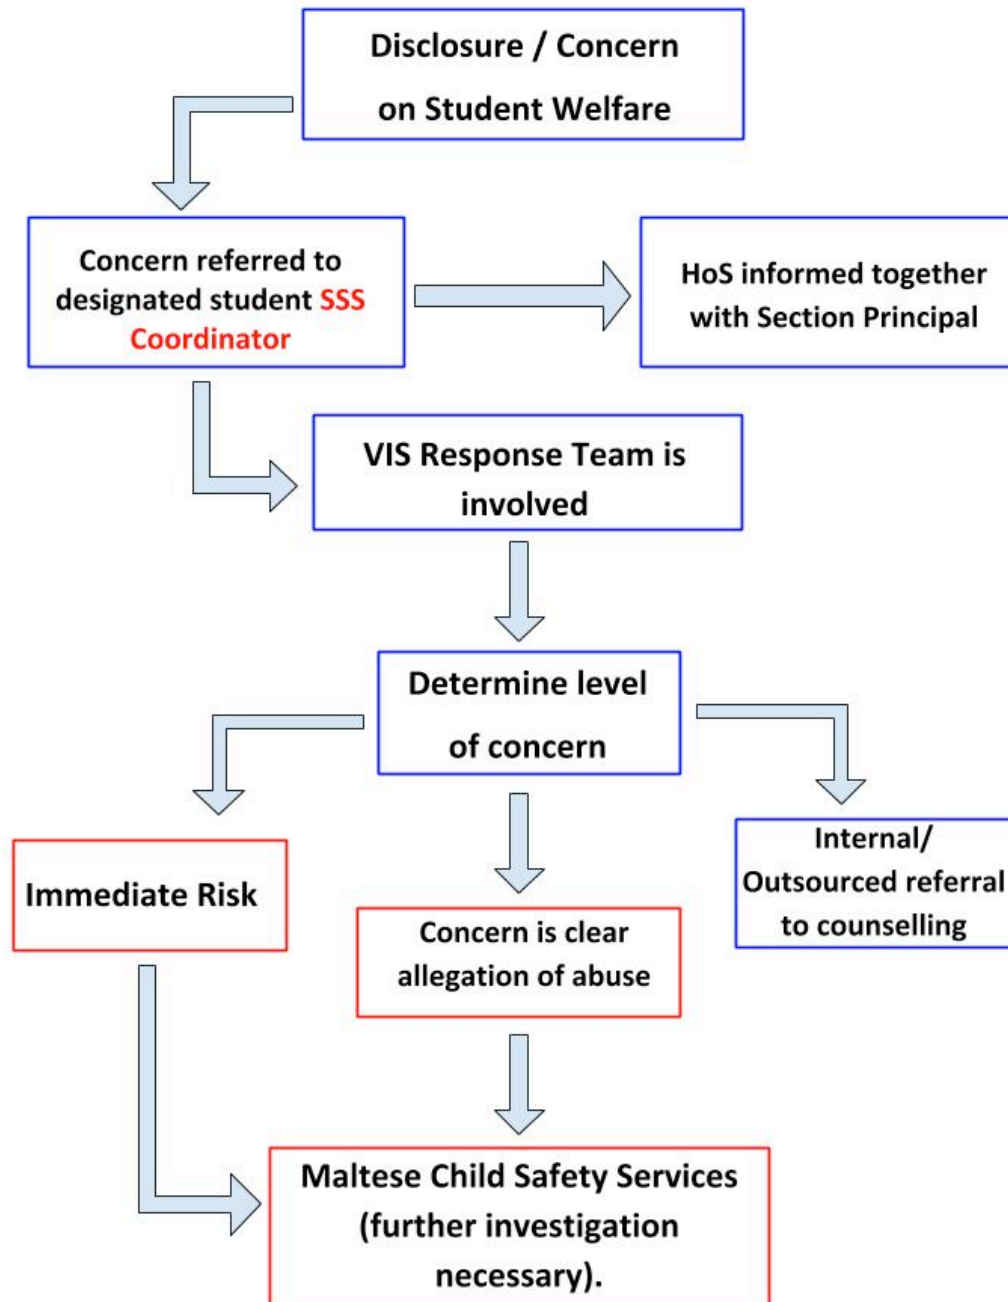 Disclosure / Concern
on Student Welfare
Concern referred to
designated student SSS
Coordinator
HoS informed together
with Section Principal
VIS Response Team is
involved
Determine level
of concern
Immediate Risk
Concern is clear
allegation of abuse
Internal/
Outsourced referral
to counselling
Maltese Child Safety Services
(further investigation
necessary).